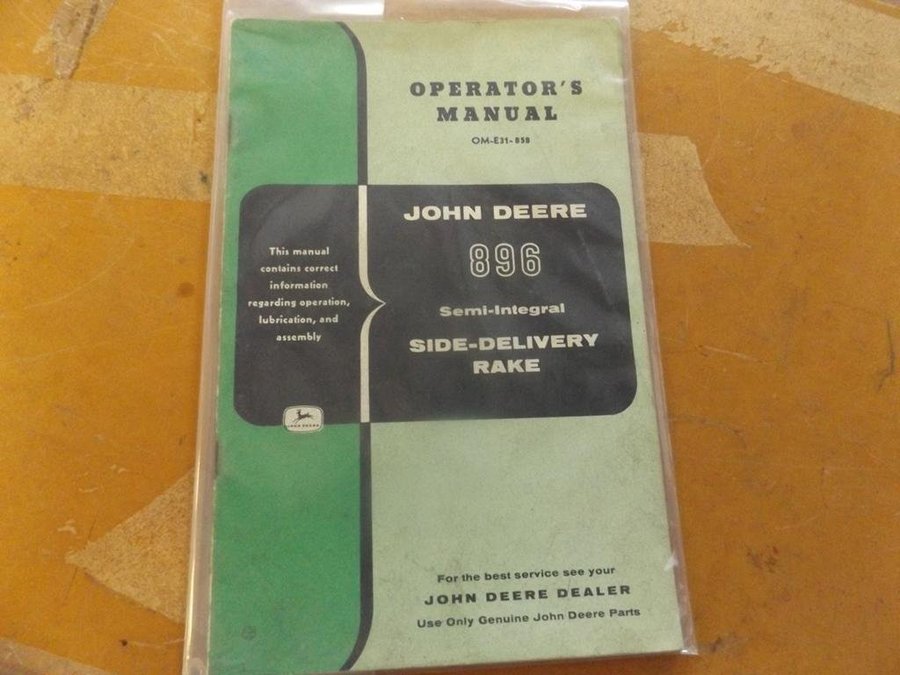 OPERATOR'S
MANUAL
OM-E31-858
This manual
contains correct
information
regarding operation,
lubrication, and
assembly
JOHN DEERE
896
Semi-Integral
SIDE-DELIVERY
RAKE
JOHN DEERE
For the best service see your
JOHN DEERE DEALER
Use Only Genuine John Deere Parts